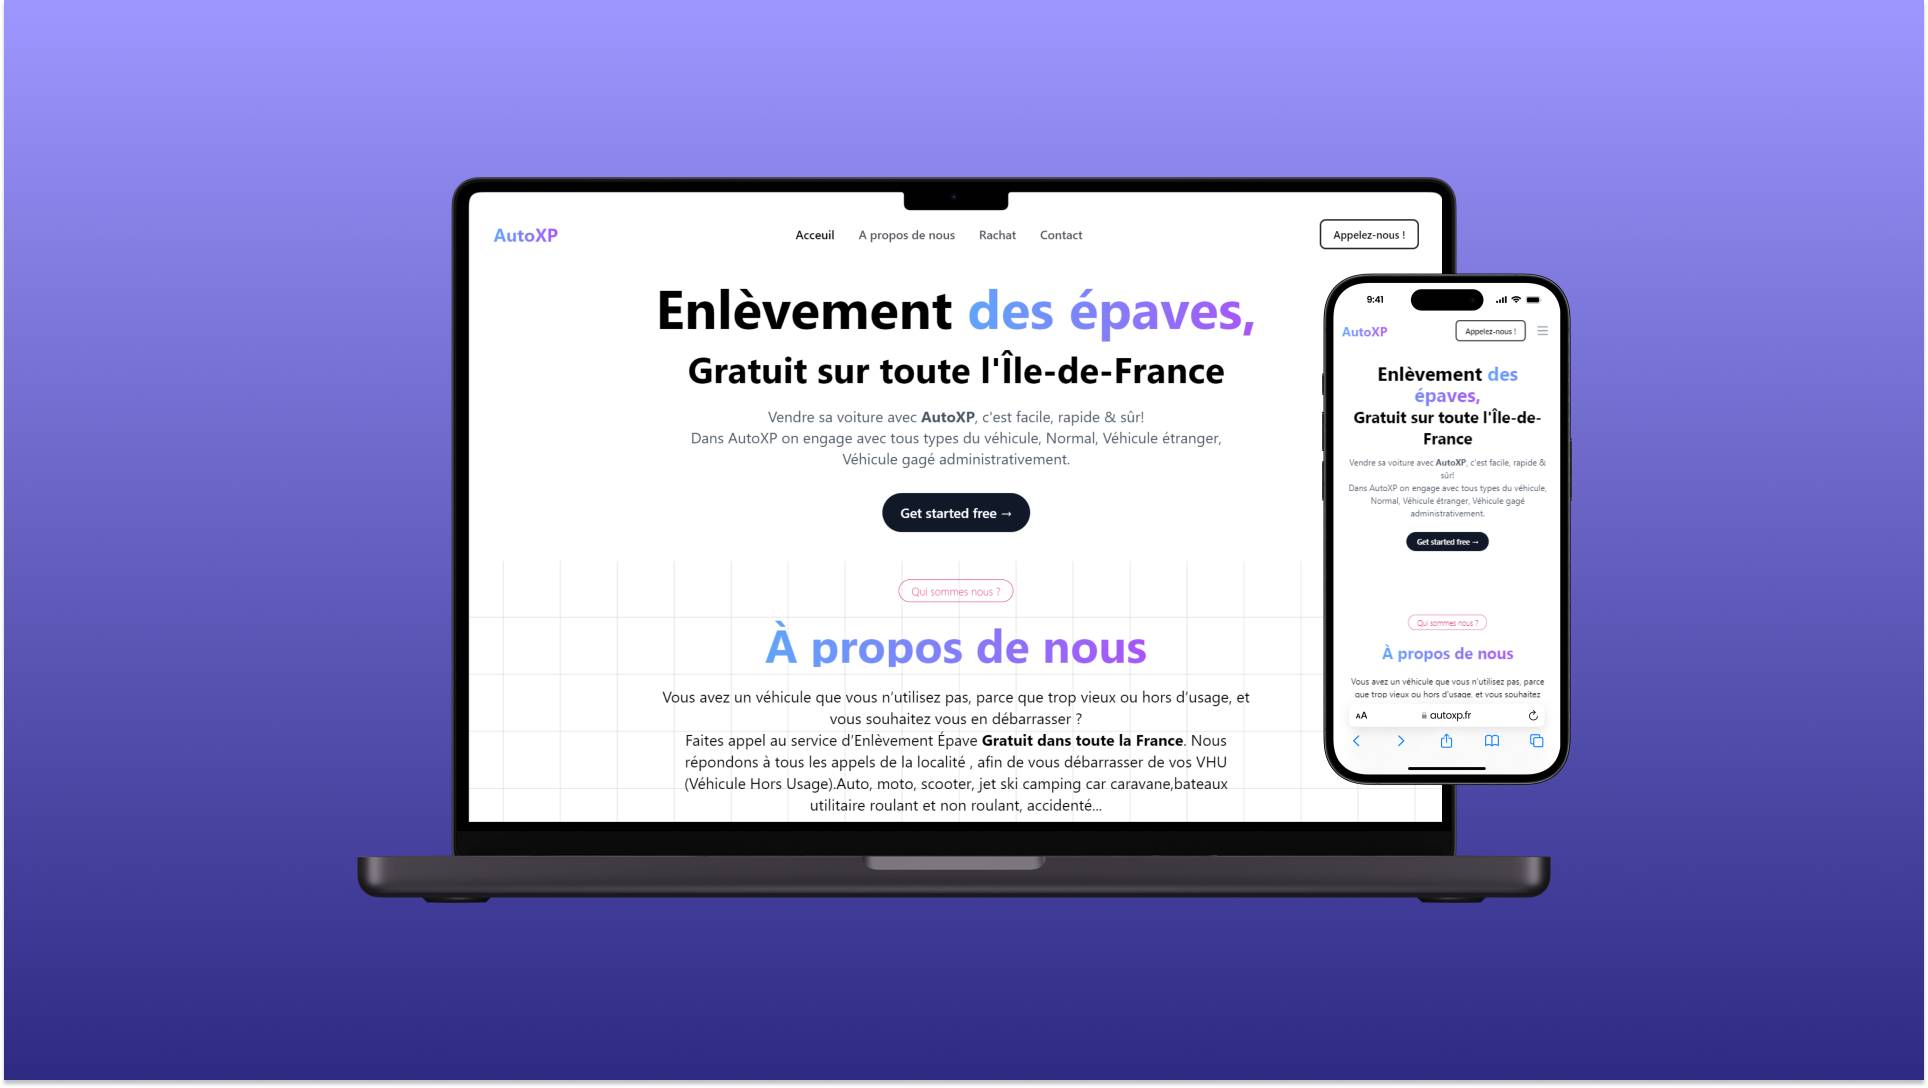 AutoXP
Acceuil
A propos de nous
Rachat
Contact
Appelez-nous !
Enlèvement des épaves,
Gratuit sur toute l'Île-de-France
Vendre sa voiture avec AutoXP, c'est facile, rapide & sûr!
Dans AutoXP on engage avec tous types du véhicule, Normal, Véhicule étranger,
Véhicule gagé administrativement.
Get started free →
Qui sommes nous ?
À propos de nous
Vous avez un véhicule que vous n’utilisez pas, parce que trop vieux ou hors d’usage, et
vous souhaitez vous en débarrasser ?
Faites appel au service d’Enlèvement Épave Gratuit dans toute la France. Nous
répondons à tous les appels de la localité , afin de vous débarrasser de vos VHU
(Véhicule Hors Usage).Auto, moto, scooter, jet ski camping car caravane,bateaux
utilitaire roulant et non roulant, accidenté...
9:41
AutoXP
Appelez-nous !
Enlèvement des
épaves,
Gratuit sur toute l'Île-de-
France
Vendre sa voiture avec AutoXP, c'est facile, rapide &
sûr!
Dans AutoXP on engage avec tous types du véhicule,
Normal, Véhicule étranger, Véhicule gagé
administrativement.
Get started free →
Qui sommes nous ?
À propos de nous
Vous avez un véhicule que vous n’utilisez pas, parce
que trop vieux ou hors d’usage, et vous souhaitez
AA
autoxp.fr